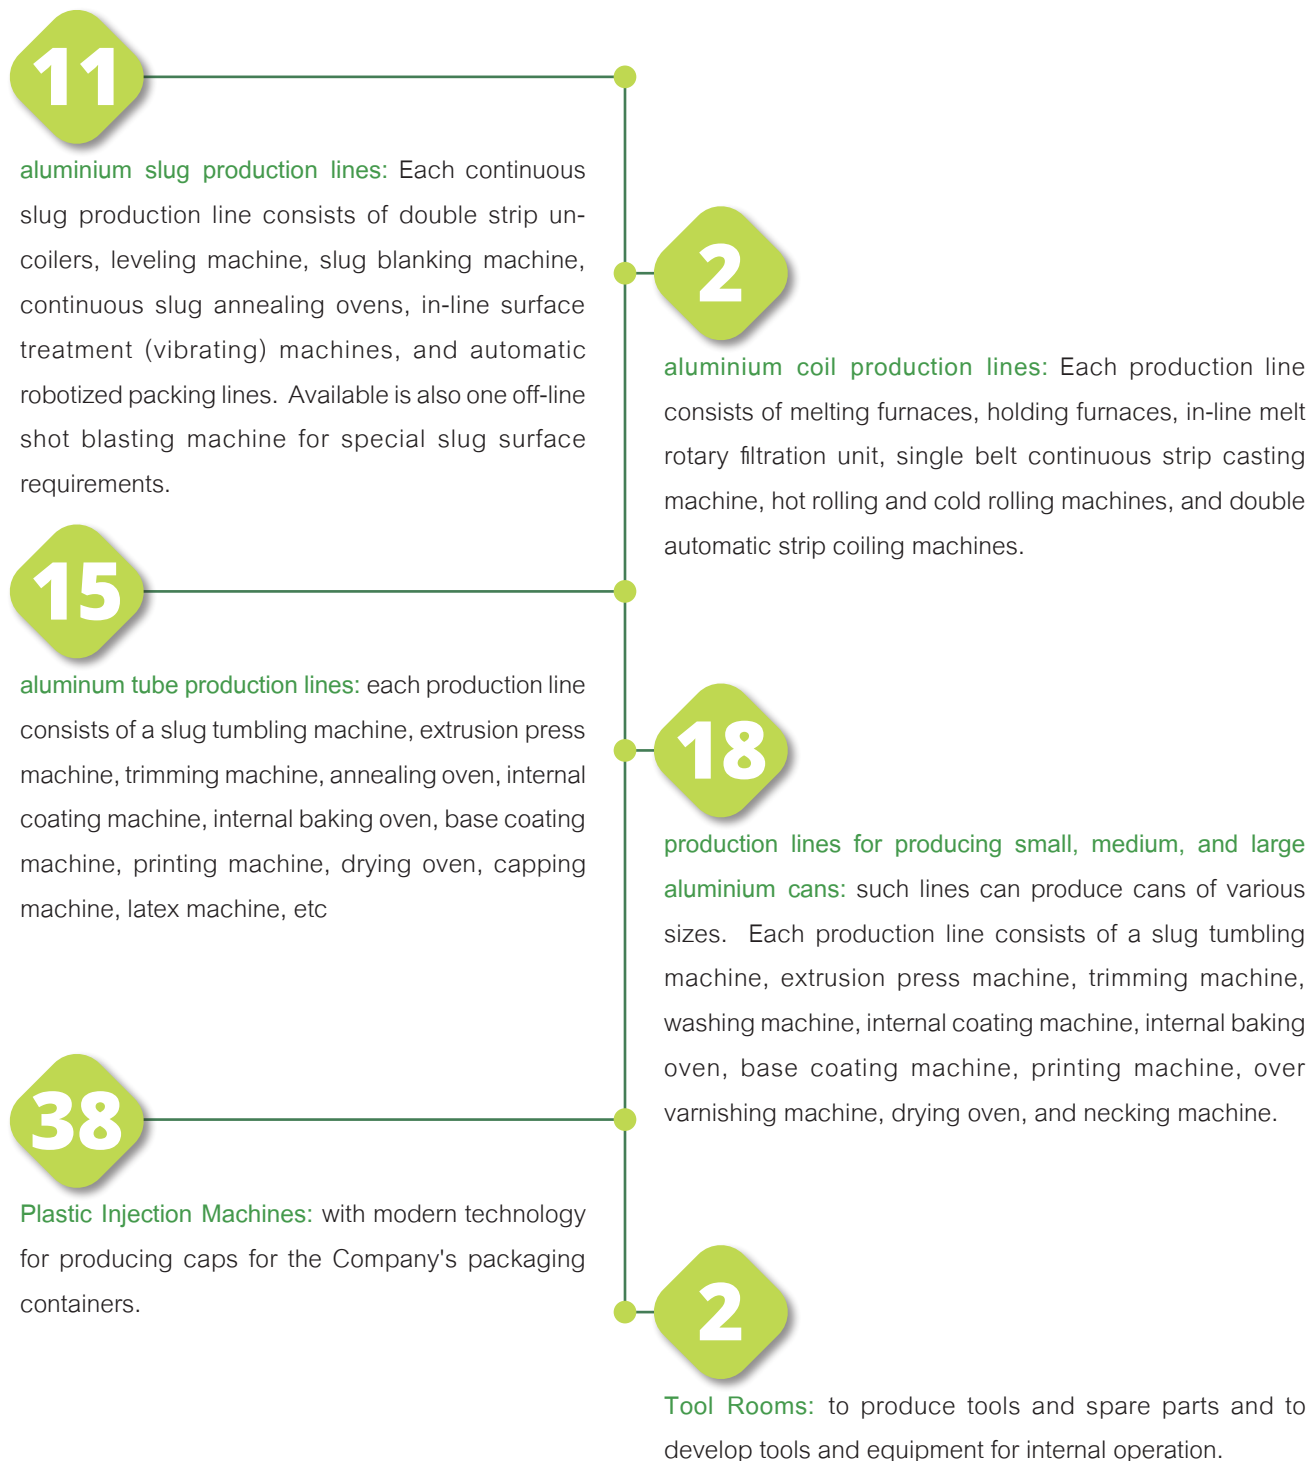 11
aluminium slug production lines: Each continuous
slug production line consists of double strip un-
coilers, leveling machine, slug blanking machine,
continuous slug annealing ovens, in-line surface
treatment (vibrating) machines, and automatic
robotized packing lines. Available is also one off-line
shot blasting machine for special slug surface
requirements.
2
aluminium coil production lines: Each production line
consists of melting furnaces, holding furnaces, in-line melt
rotary filtration unit, single belt continuous strip casting
machine, hot rolling and cold rolling machines, and double
automatic strip coiling machines.
15
aluminum tube production lines: each production line
consists of a slug tumbling machine, extrusion press
machine, trimming machine, annealing oven, internal
coating machine, internal baking oven, base coating
machine, printing machine, drying oven, capping
machine, latex machine, etc
18
production lines for producing small, medium, and large
aluminium cans: such lines can produce cans of various
sizes. Each production line consists of a slug tumbling
machine, extrusion press machine, trimming machine,
washing machine, internal coating machine, internal baking
oven, base coating machine, printing machine, over
varnishing machine, drying oven, and necking machine.
38
Plastic Injection Machines: with modern technology
for producing caps for the Company's packaging
containers.
2
Tool Rooms: to produce tools and spare parts and to
develop tools and equipment for internal operation.